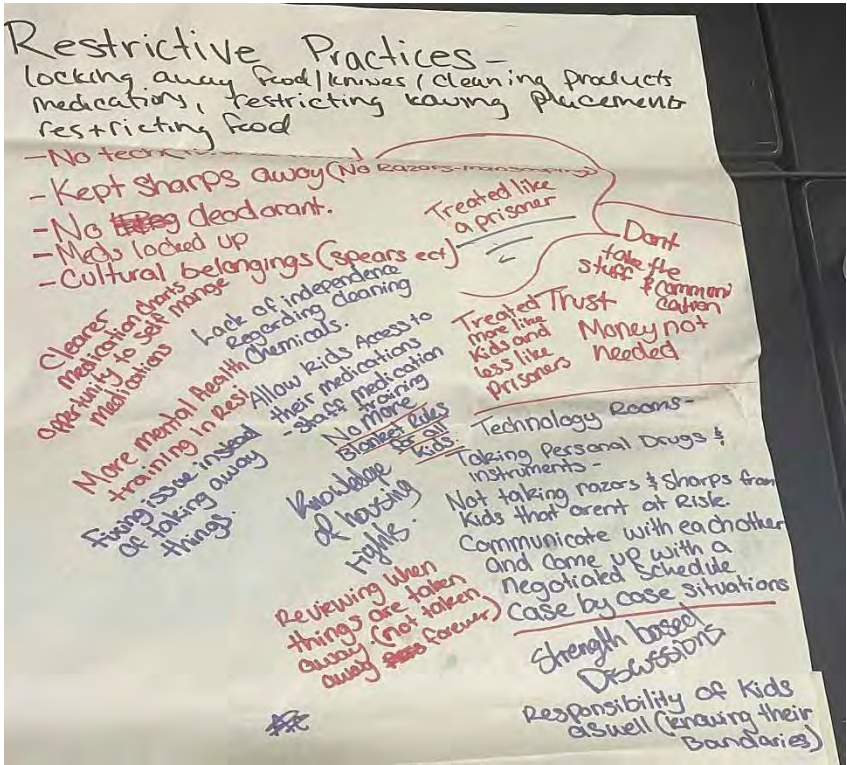 Restrictive Practices -
locking away food/knives/cleaning products
medications, restricting leaving placement
restricting food
- No tech
- Kept sharps away (No Razors-
- No deodorant.
- Meds locked up
- Cultural belongings (spears ect)
Treated like
a prisoner
Dont
take the
stuff & communi
cation
Trust
Money not
needed
Treated
more like
kids and
less like
prisoners
Clearer
medication charts
oppertunity to self mange
medications
Lack of independence
Regarding cleaning
Chemicals.
More mental Health
training in Resi
Allow kids Access to
their medications
- Staff medication
training
No More
Blanket Rules
for all
kids.
Fixing issue instead
of taking away
things.
Knowledge
of housing
rights.
Reviewing when
things are taken
away. (not taken
away forever)
Technology Rooms-
Taking Personal Drugs &
instruments -
Not taking razors & sharps from
kids that arent at Risk.
Communicate with eachother
and come up with a
negotiated schedule
Case by case situations
Strength based
Discussions
Responsibility of kids
aswell (knowing their
Bandaries)